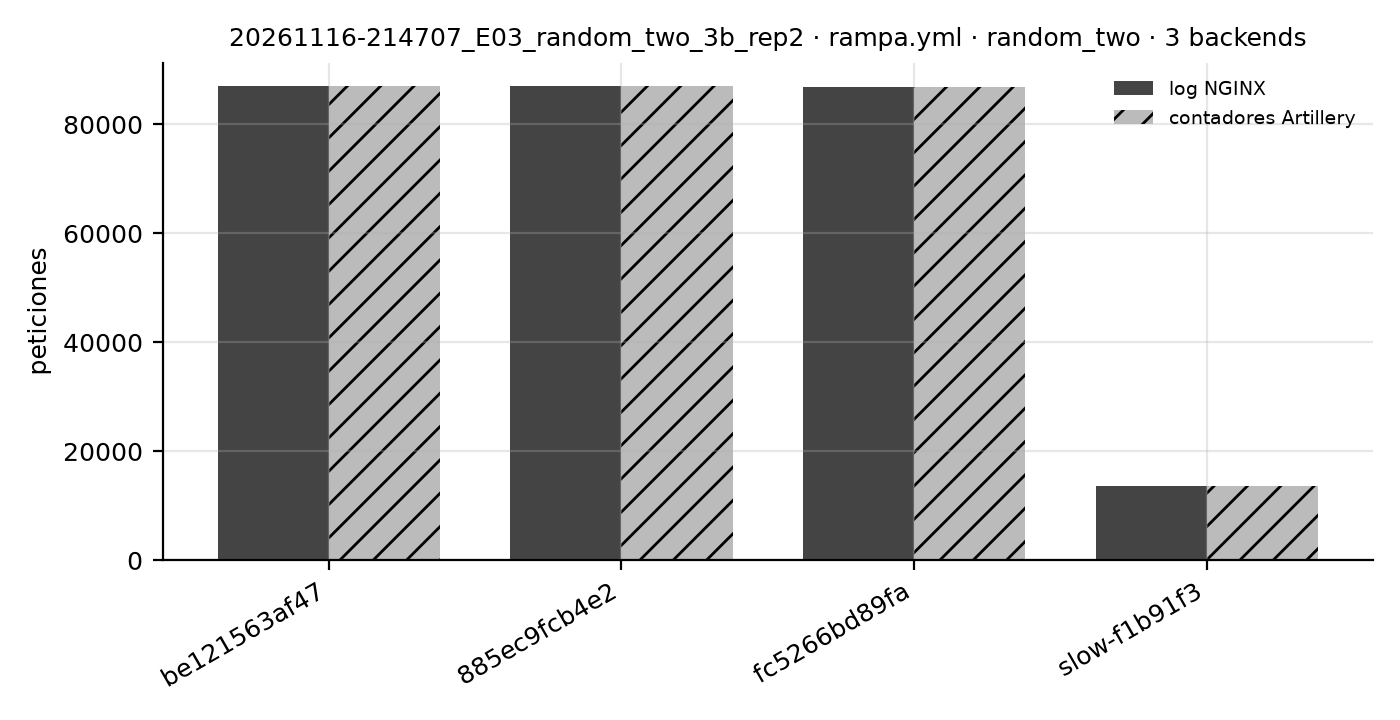 20261116-214707_E03_random_two_3b_rep2 · rampa.yml · random_two · 3 backends
log NGINX
contadores Artillery
peticiones
80000
60000
40000
20000
0
be121563af47
885ec9fcb4e2
fc5266bd89fa
slow-f1b91f3